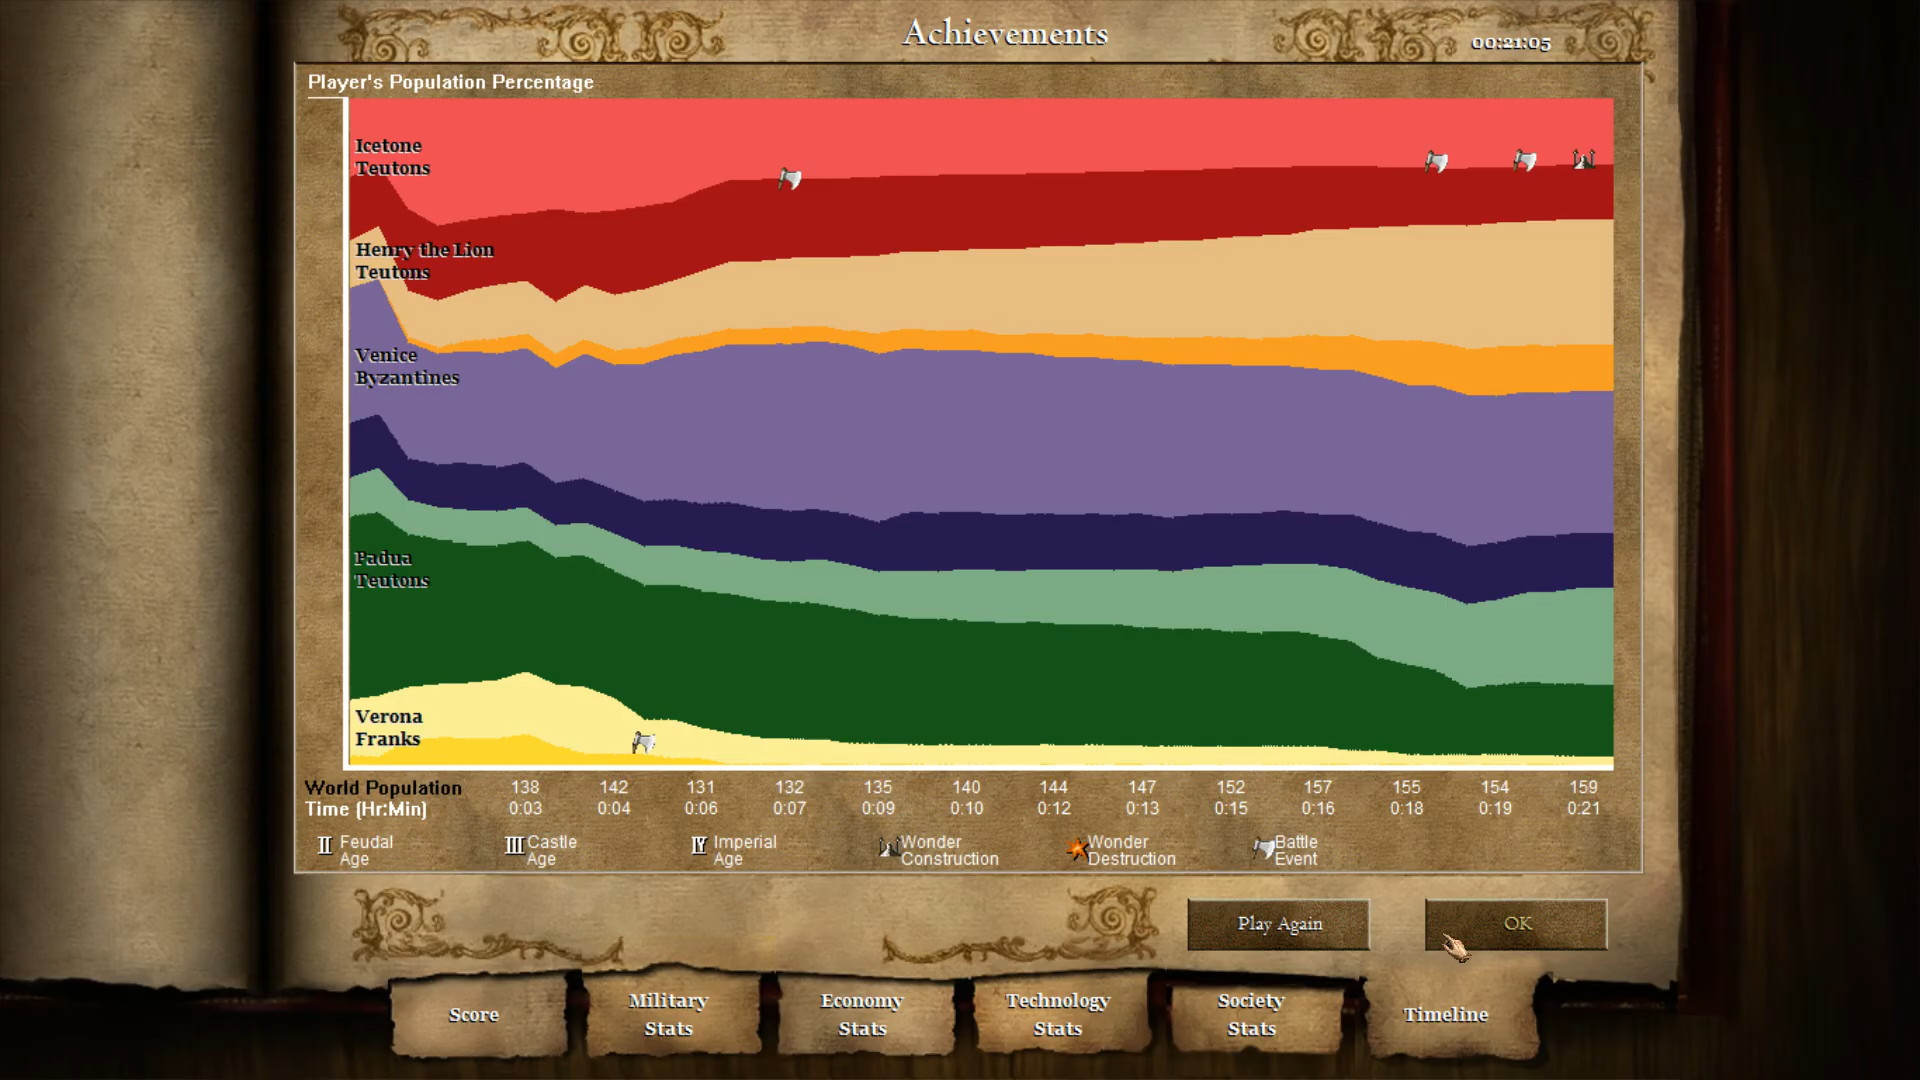 Achievements
00:21:05
Player's Population Percentage
Icetone
Teutons
Henry the Lion
Teutons
Venice
Byzantines
Padua
Teutons
Verona
Franks
World Population 138 142 131 132 135 140 144 147 152 157 155 154 159
Time (Hr:Min) 0:03 0:04 0:06 0:07 0:09 0:10 0:12 0:13 0:15 0:16 0:18 0:19 0:21
II Feudal Age
III Castle Age
IV Imperial Age
Wonder Construction
Wonder Destruction
Battle Event
Play Again
OK
Score
Military Stats
Economy Stats
Technology Stats
Society Stats
Timeline